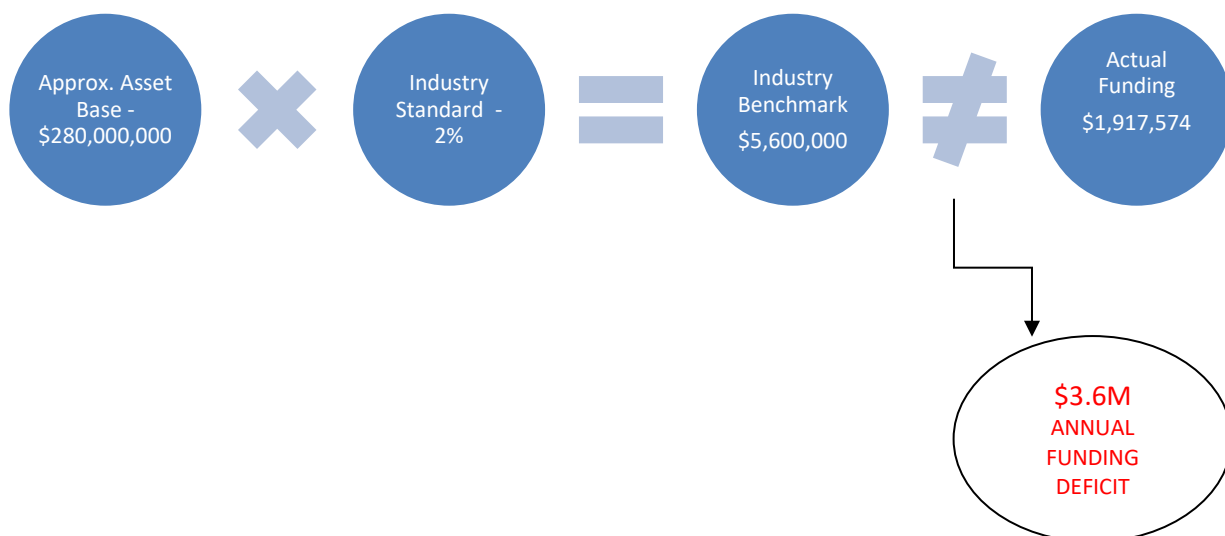 Approx. Asset
Base -
$280,000,000
Industry
Standard  -
2%
Industry
Benchmark
$5,600,000
Actual
Funding
$1,917,574
$3.6M
ANNUAL
FUNDING
DEFICIT